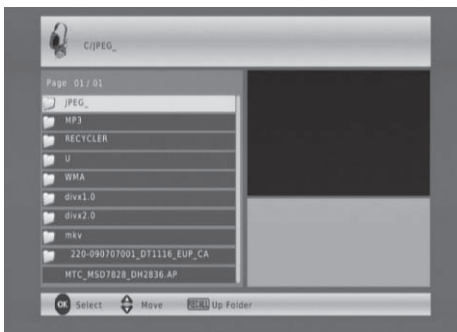 C/JPEG_
Page 01/01
JPEG_
MP3
RECYCLER
U
WMA
divx1.0
divx2.0
mkv
220-090707001_DT1116_EUP_CA
MTC_MSD7828_DH2836.AP
OK Select Move RECALL Up Folder